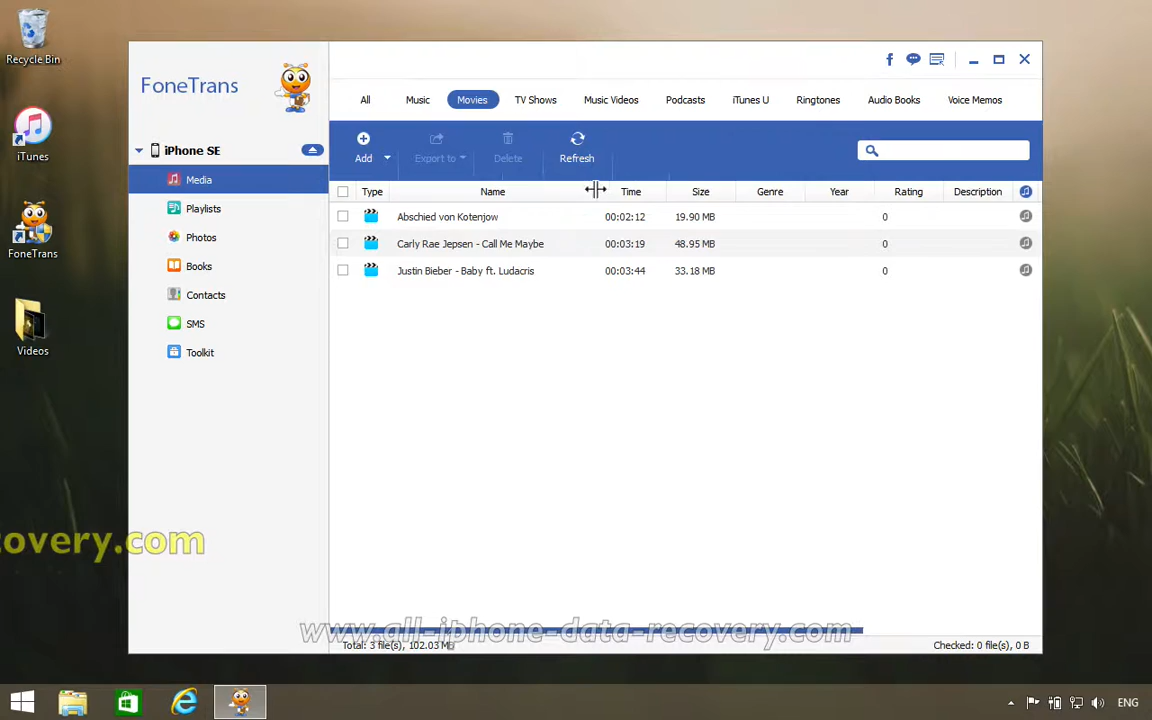 Recycle Bin
iTunes
FoneTrans
Videos
FoneTrans
iPhone SE
Media
Playlists
Photos
Books
Contacts
SMS
Toolkit
All Music Movies TV Shows Music Videos Podcasts iTunes U Ringtones Audio Books Voice Memos
Add Export to Delete Refresh
Type Name Time Size Genre Year Rating Description
Abschied von Kotenjow 00:02:12 19.90 MB 0
Carly Rae Jepsen - Call Me Maybe 00:03:19 48.95 MB 0
Justin Bieber - Baby ft. Ludacris 00:03:44 33.18 MB 0
overy.com
www.all-iphone-data-recovery.com
Total: 3 file(s), 102.03 MB Checked: 0 file(s), 0 B
ENG